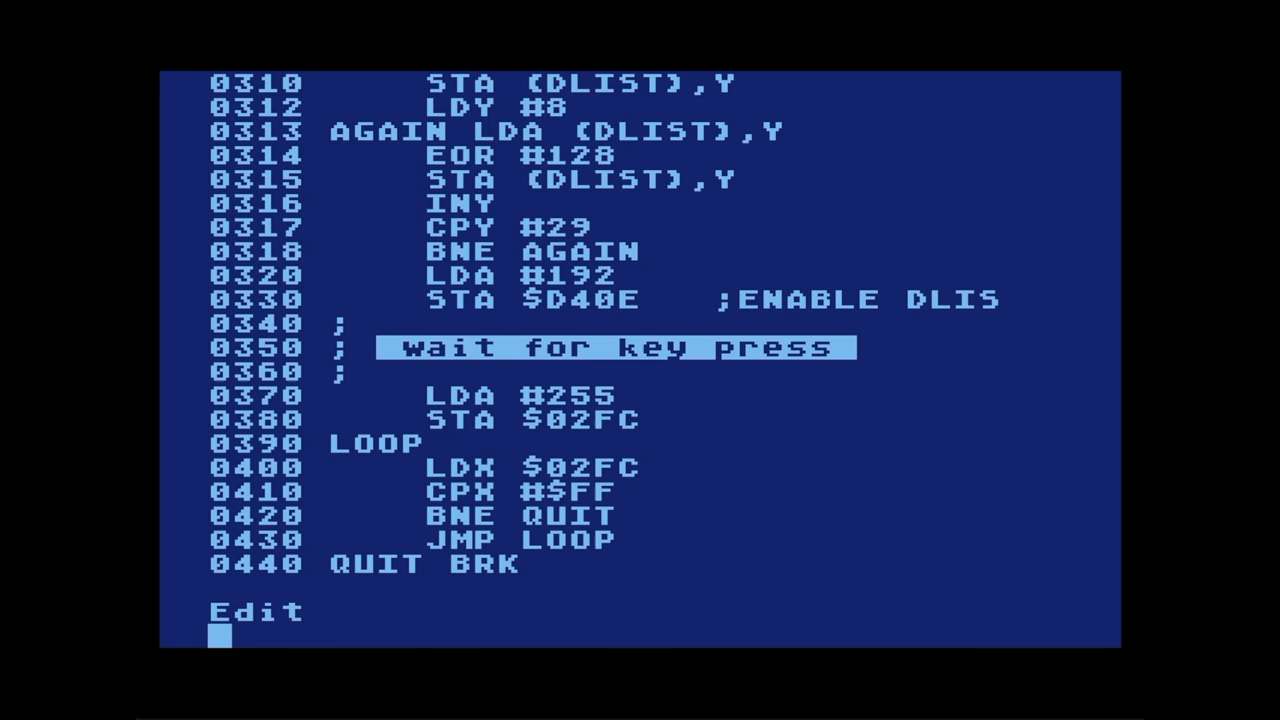 0310      STA (DLIST),Y
0312      LDY #8
0313 AGAIN LDA (DLIST),Y
0314      EOR #128
0315      STA (DLIST),Y
0316      INY
0317      CPY #29
0318      BNE AGAIN
0320      LDA #192
0330      STA $D40E    ;ENABLE DLIS
0340 ;
0350 ;  wait for key press
0360 ;
0370      LDA #255
0380      STA $02FC
0390 LOOP
0400      LDX $02FC
0410      CPX #$FF
0420      BNE QUIT
0430      JMP LOOP
0440 QUIT BRK
Edit